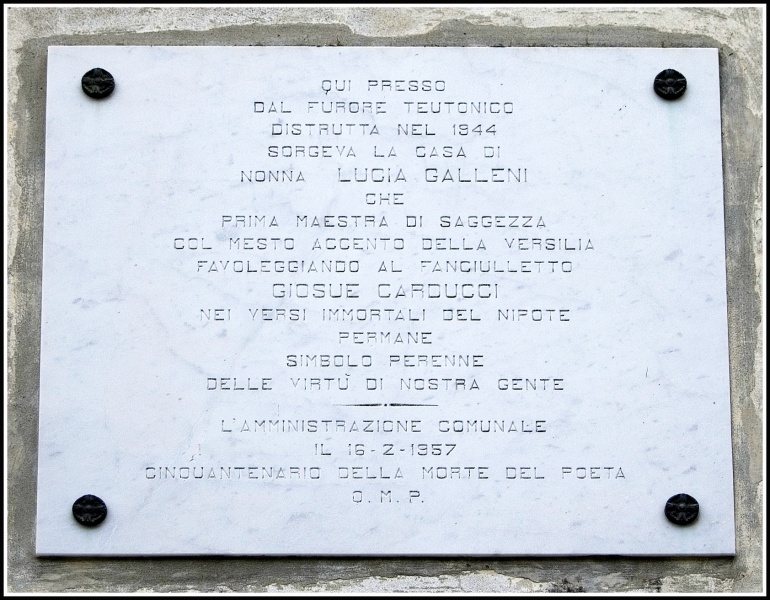 QUI PRESSO
DAL FURORE TEUTONICO
DISTRUTTA NEL 1944
SORGEVA LA CASA DI
NONNA LUCIA GALLENI
CHE
PRIMA MAESTRA DI SAGGEZZA
COL MESTO ACCENTO DELLA VERSILIA
FAVOLEGGIANDO AL FANCIULLETTO
GIOSUE CARDUCCI
NEI VERSI IMMORTALI DEL NIPOTE
PERMANE
SIMBOLO PERENNE
DELLE VIRTÙ DI NOSTRA GENTE
L'AMMINISTRAZIONE COMUNALE
IL 16-2-1957
CINQUANTENARIO DELLA MORTE DEL POETA
Q.M.P.